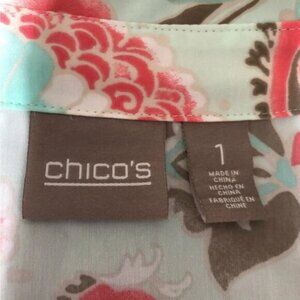 chico's
1
MADE IN
CHINA
HECHO EN
CHINA
FABRIQUÉ EN
CHINE